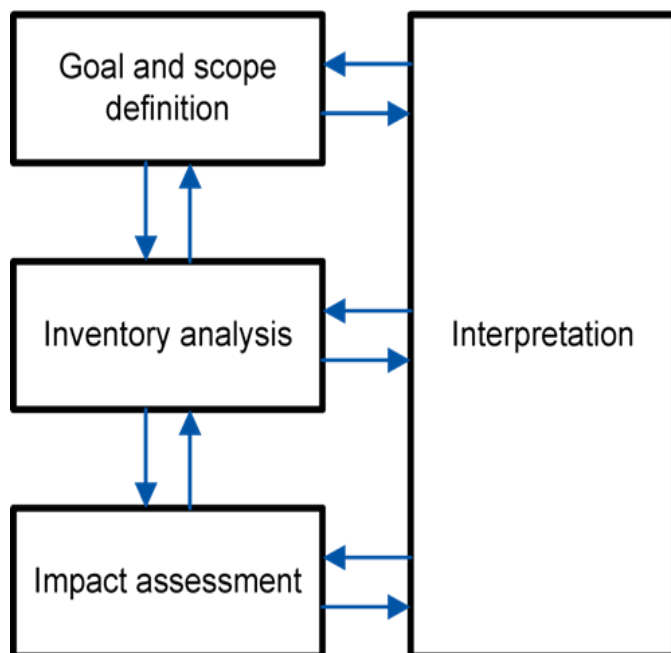 Goal and scope
definition
Inventory analysis
Interpretation
Impact assessment